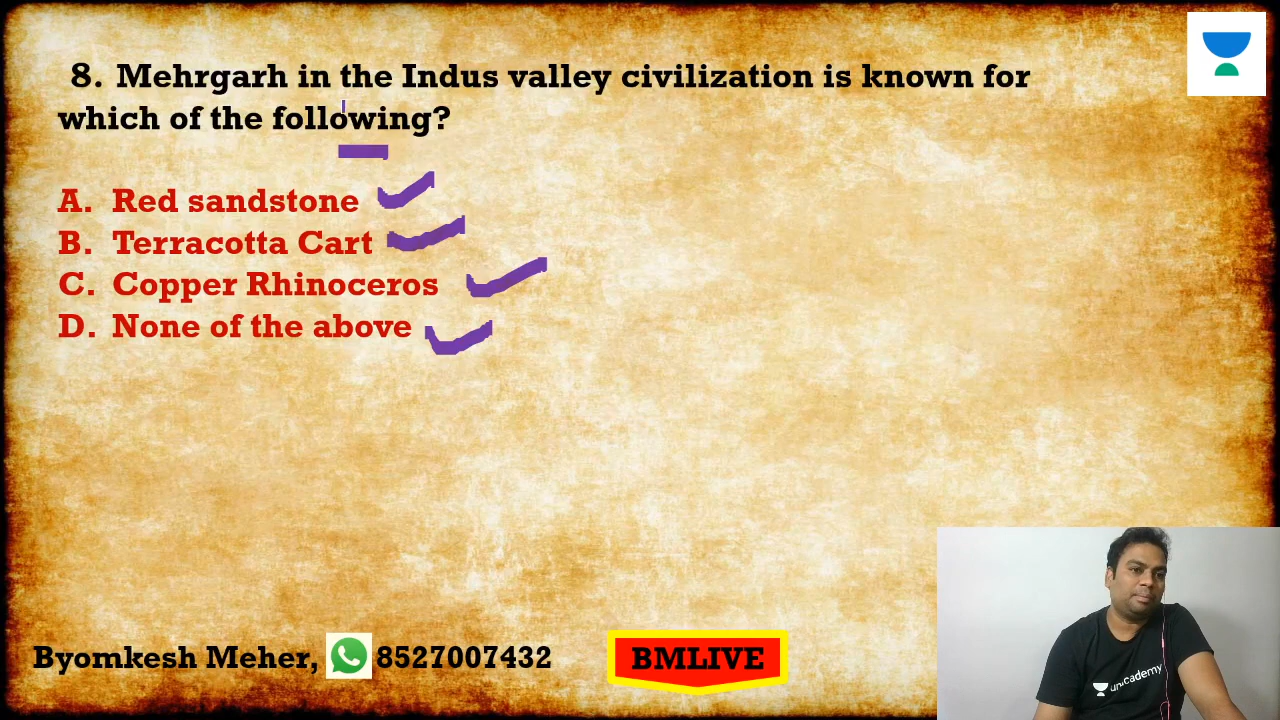 8. Mehrgarh in the Indus valley civilization is known for
which of the following?
A. Red sandstone
B. Terracotta Cart
C. Copper Rhinoceros
D. None of the above
Byomkesh Meher, 8527007432
BMLIVE
unacademy